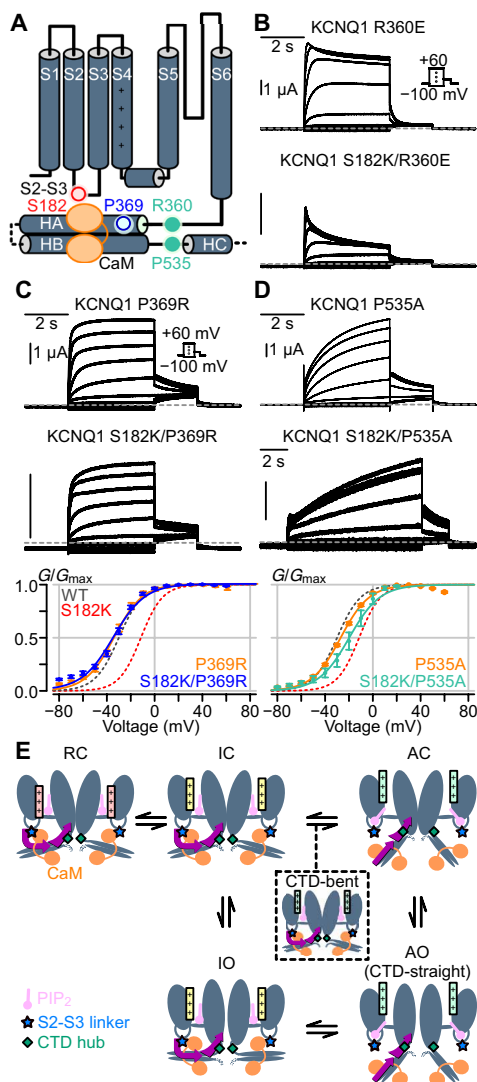 A
S1 S2 S3 S4 S5 S6
+
+
+
+
S2-S3
S182 P369 R360
HA
HB HC
CaM P535
B
KCNQ1 R360E
2 s
+60
−100 mV
1 µA
KCNQ1 S182K/R360E
C
KCNQ1 P369R
2 s
+60 mV
−100 mV
1 µA
KCNQ1 S182K/P369R
G/Gmax
1.0
WT
S182K
0.5
P369R
S182K/P369R
0.0
-80 -40 0 40 80
Voltage (mV)
D
KCNQ1 P535A
2 s
1 µA
KCNQ1 S182K/P535A
2 s
G/Gmax
P535A
S182K/P535A
-80 -40 0 40 80
Voltage (mV)
E
RC IC AC
CaM
CTD-bent
IO
AO
(CTD-straight)
PIP2
S2-S3 linker
CTD hub